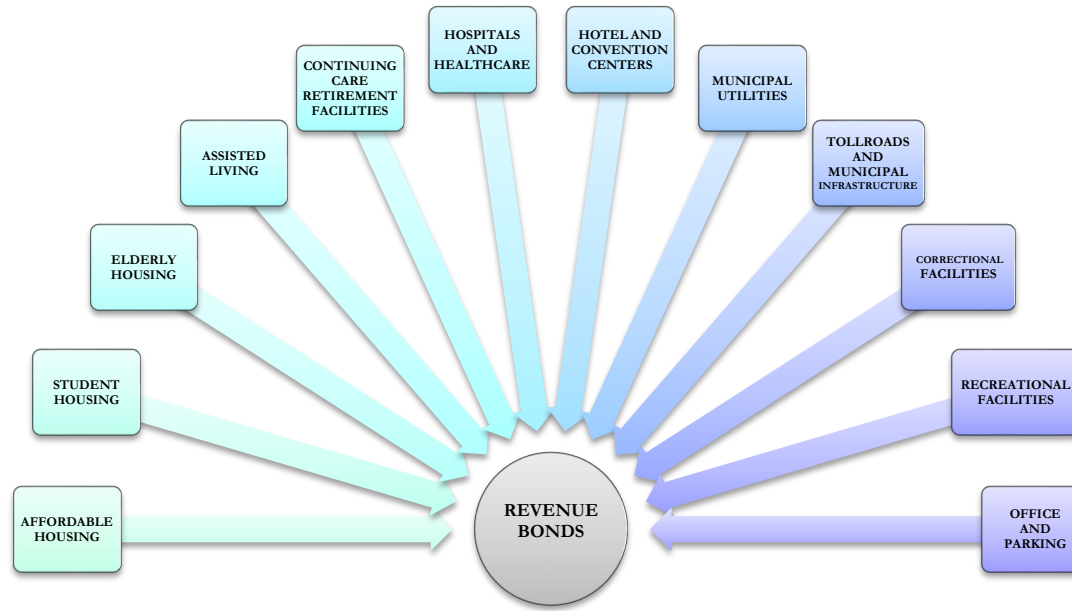 AFFORDABLE
HOUSING
STUDENT
HOUSING
ELDERLY
HOUSING
ASSISTED
LIVING
CONTINUING
CARE
RETIREMENT
FACILITIES
HOSPITALS
AND
HEALTHCARE
HOTEL AND
CONVENTION
CENTERS
MUNICIPAL
UTILITIES
TOLLROADS
AND
MUNICIPAL
INFRASTRUCTURE
CORRECTIONAL
FACILITIES
RECREATIONAL
FACILITIES
OFFICE
AND
PARKING
REVENUE
BONDS